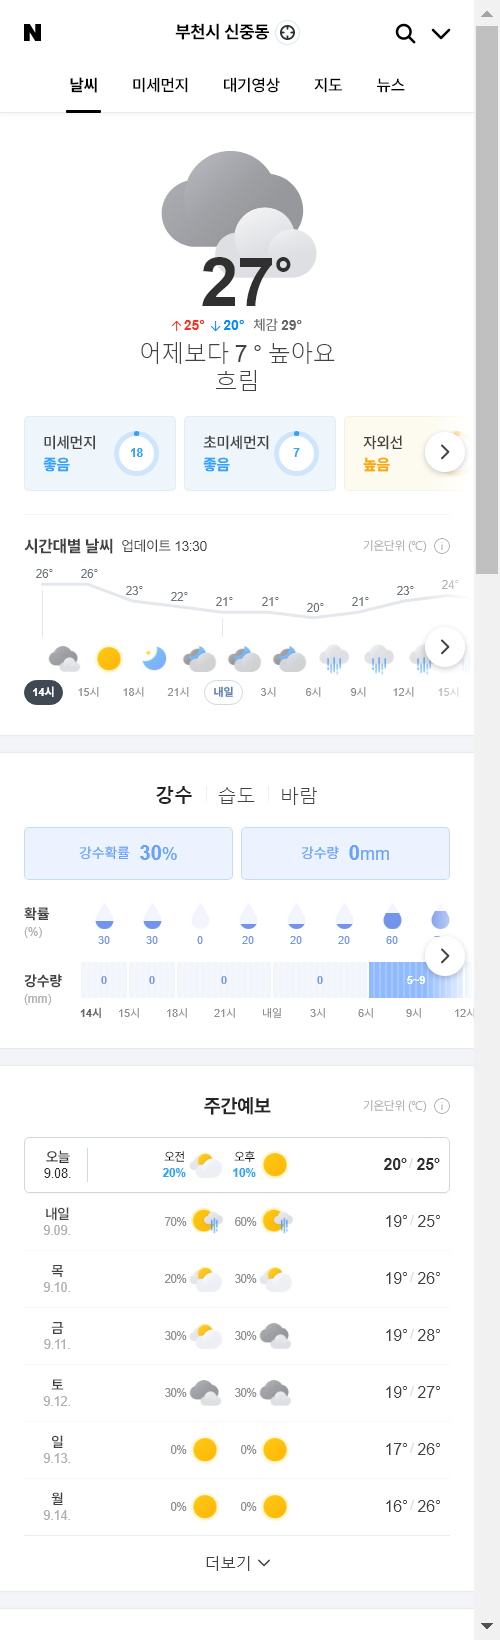 N
부천시 신중동
날씨 미세먼지 대기영상 지도 뉴스
27°
↑25° ↓20° 체감 29°
어제보다 7 ° 높아요
흐림
미세먼지 좋음 18
초미세먼지 좋음 7
자외선 높음
시간대별 날씨 업데이트 13:30 기온단위 (℃)
26° 26° 23° 22° 21° 21° 20° 21° 23° 24°
14시 15시 18시 21시 내일 3시 6시 9시 12시 15시
강수 습도 바람
강수확률 30%
강수량 0mm
확률
(%)
30 30 0 20 20 20 60
강수량
(mm)
0 0 0 0 5~9
14시 15시 18시 21시 내일 3시 6시 9시
주간예보 기온단위 (℃)
오늘 9.08. 오전 20% 오후 10% 20° / 25°
내일 9.09. 70% 60% 19° / 25°
목 9.10. 20% 30% 19° / 26°
금 9.11. 30% 30% 19° / 28°
토 9.12. 30% 30% 19° / 27°
일 9.13. 0% 0% 17° / 26°
월 9.14. 0% 0% 16° / 26°
더보기